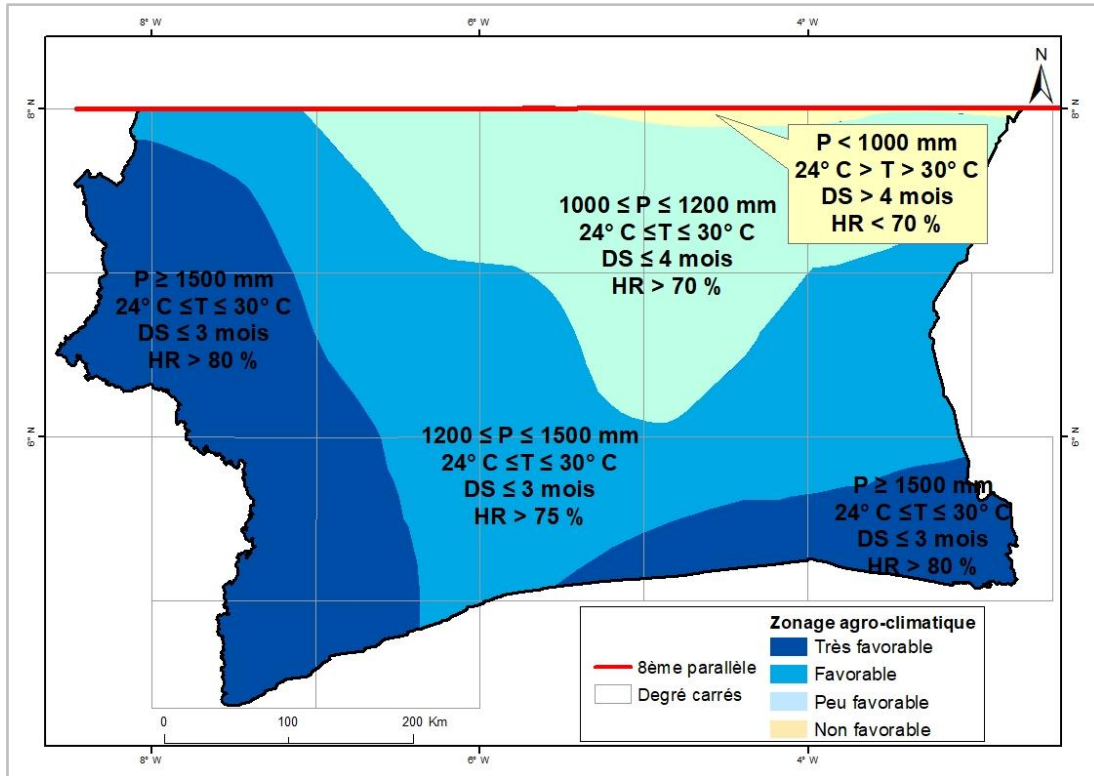 8° W
6° W
4° W
N
8° N
8° N
P < 1000 mm
24° C > T > 30° C
DS > 4 mois
HR < 70 %
1000 ≤ P ≤ 1200 mm
24° C ≤T ≤ 30° C
DS ≤ 4 mois
HR > 70 %
P ≥ 1500 mm
24° C ≤T ≤ 30° C
DS ≤ 3 mois
HR > 80 %
6° N
6° N
1200 ≤ P ≤ 1500 mm
24° C ≤T ≤ 30° C
DS ≤ 3 mois
HR > 75 %
P ≥ 1500 mm
24° C ≤T ≤ 30° C
DS ≤ 3 mois
HR > 80 %
8ème parallèle
Degré carrés
Zonage agro-climatique
Très favorable
Favorable
Peu favorable
Non favorable
0 100 200 Km
8° W
6° W
4° W